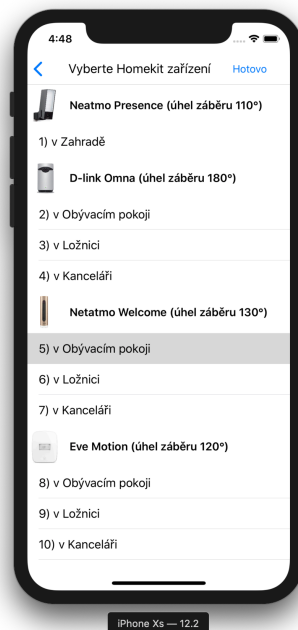 4:48
Vyberte Homekit zařízení
Hotovo
Neatmo Presence (úhel záběru 110°)
1) v Zahradě
D-link Omna (úhel záběru 180°)
2) v Obývacím pokoji
3) v Ložnici
4) v Kanceláři
Netatmo Welcome (úhel záběru 130°)
5) v Obývacím pokoji
6) v Ložnici
7) v Kanceláři
Eve Motion (úhel záběru 120°)
8) v Obývacím pokoji
9) v Ložnici
10) v Kanceláři
iPhone Xs — 12.2